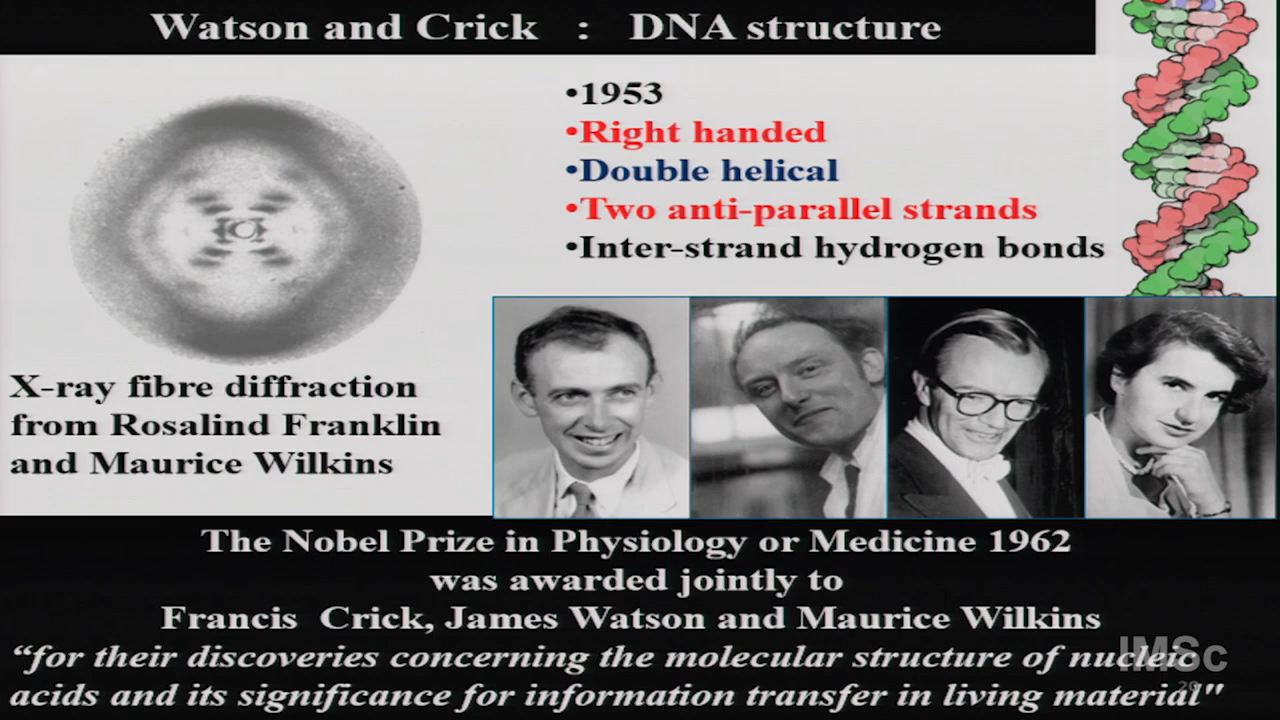 Watson and Crick : DNA structure
•1953
•Right handed
•Double helical
•Two anti-parallel strands
•Inter-strand hydrogen bonds
X-ray fibre diffraction
from Rosalind Franklin
and Maurice Wilkins
The Nobel Prize in Physiology or Medicine 1962
was awarded jointly to
Francis Crick, James Watson and Maurice Wilkins
“for their discoveries concerning the molecular structure of nucleic
acids and its significance for information transfer in living material"
IMSc